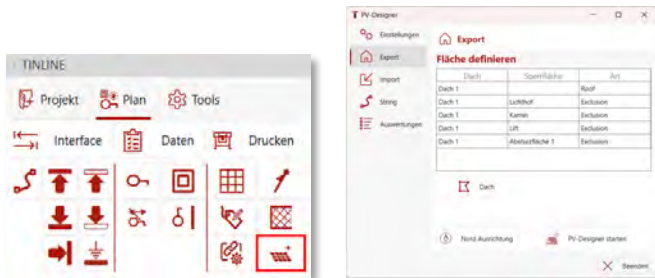 TINLINE
Projekt Plan Tools
Interface Daten Drucken
PV-Designer
Einstellungen
Export
Import
String
Auswertungen
Export
Fläche definieren
Dach Sperrfläche Art
Dach 1 Roof
Dach 1 Lichthof Exclusion
Dach 1 Kamin Exclusion
Dach 1 Lift Exclusion
Dach 1 Absturzfläche 1 Exclusion
Dach
Nord Ausrichtung PV-Designer starten
Beenden